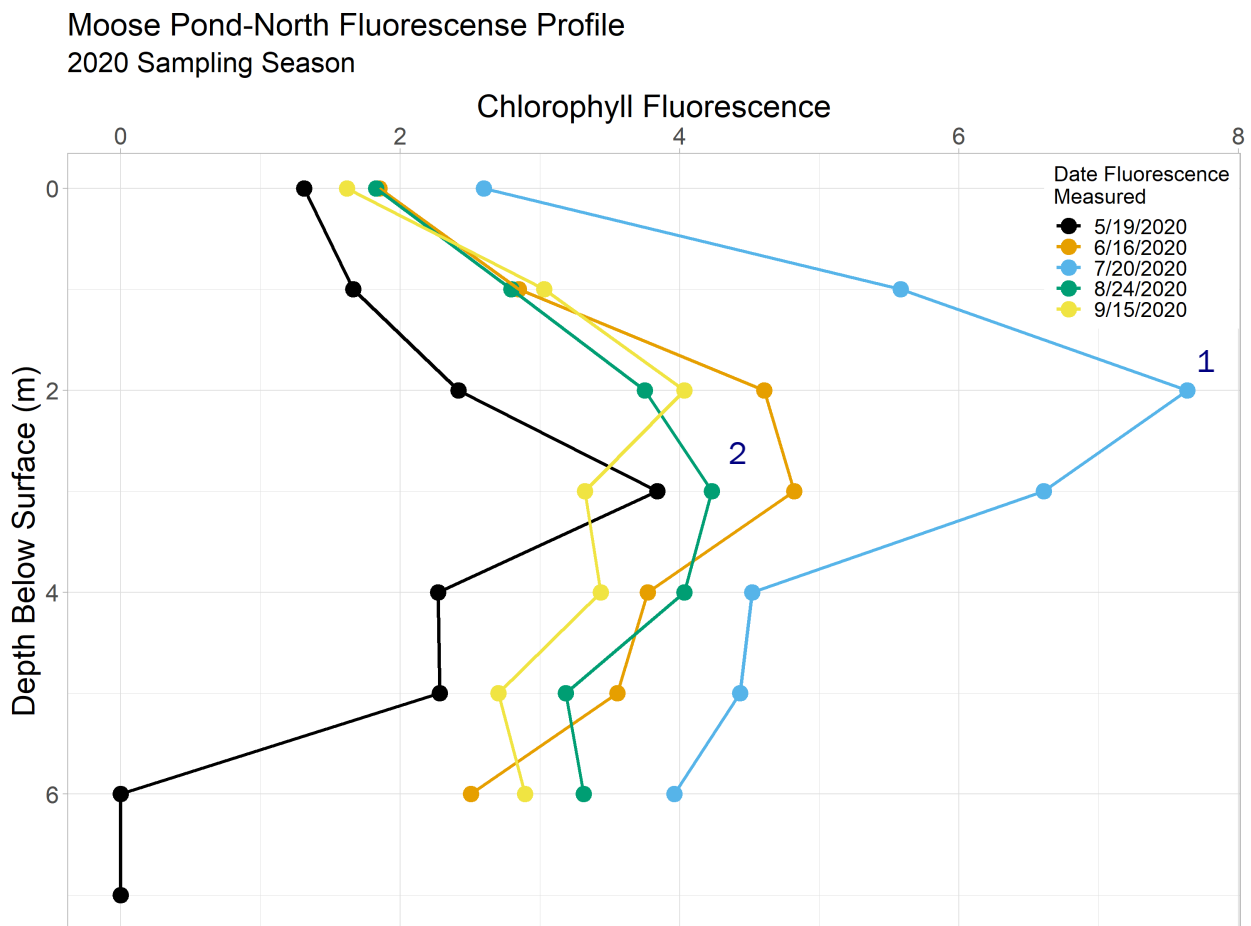 Moose Pond-North Fluorescense Profile
2020 Sampling Season
Chlorophyll Fluorescence
0 2 4 6 8
Date Fluorescence
Measured
5/19/2020
6/16/2020
7/20/2020
8/24/2020
9/15/2020
0
2
4
6
Depth Below Surface (m)
1
2